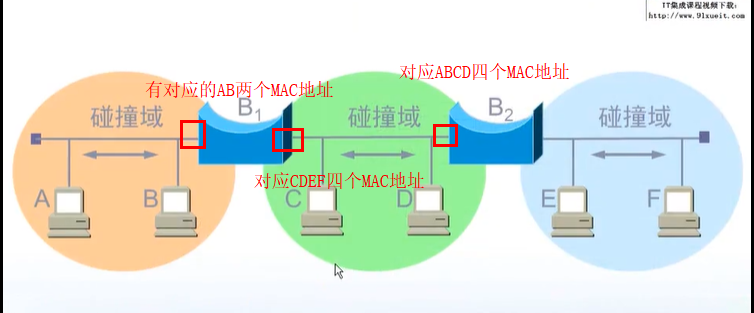 IT集成课程视频下载:
http://www.91xueit.com
对应ABCD四个MAC地址
有对应的AB两个MAC地址
B1
B2
碰撞域
碰撞域
碰撞域
对应CDEF四个MAC地址
A
B
C
D
E
F